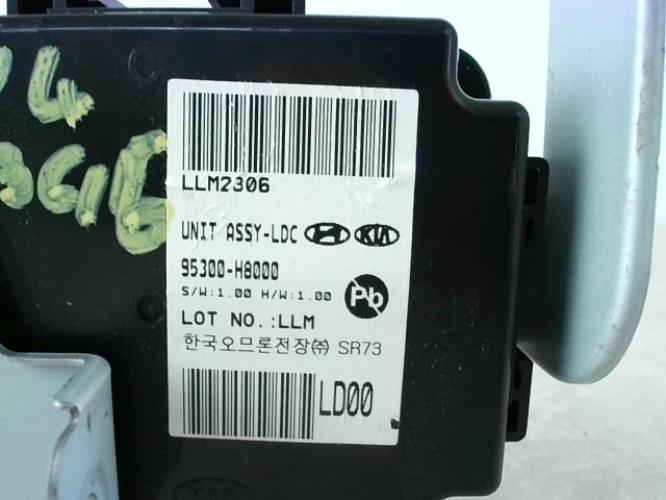 LLM2306
UNIT ASSY-LDC KIA
95300-H8000
S/W:1.00 H/W:1.00 Pb
LOT NO.:LLM
한국오므론전장㈜ SR73
LD00